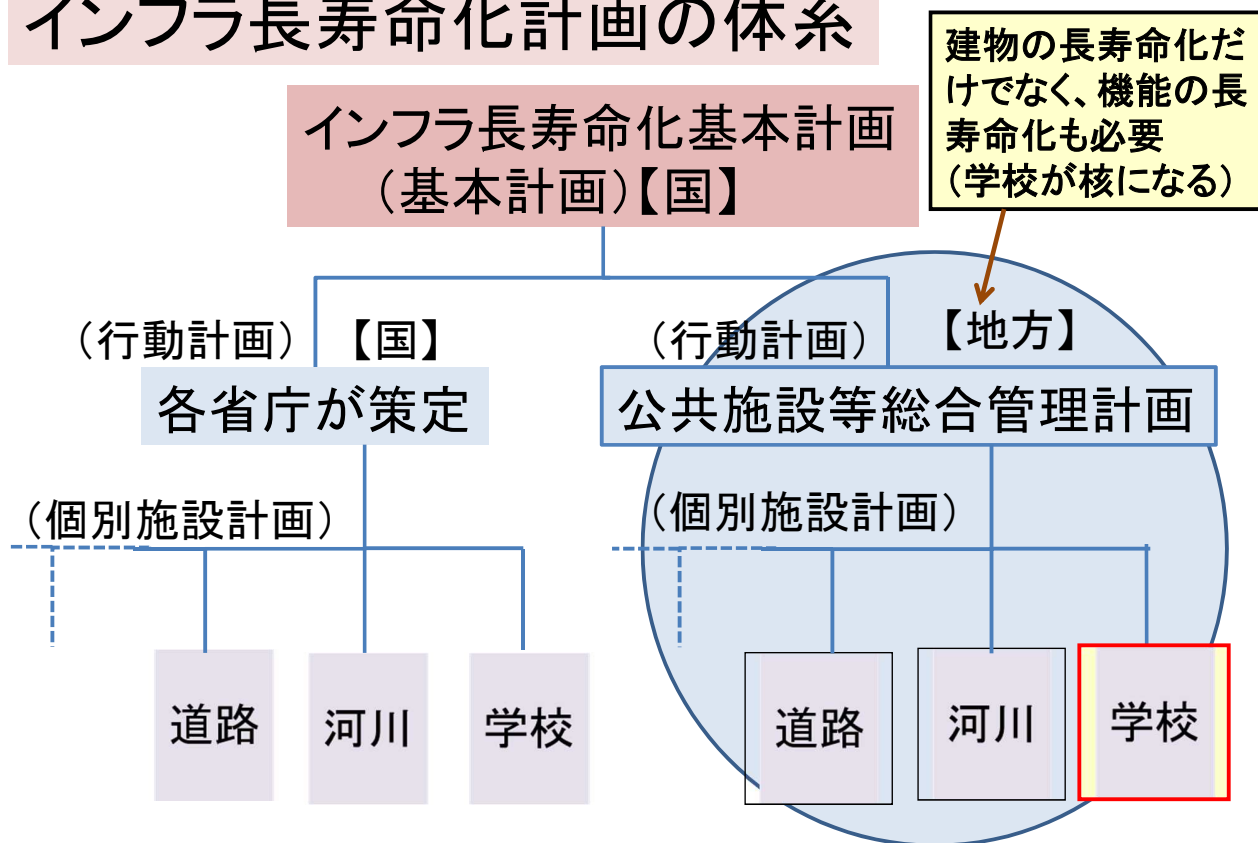 インフラ長寿命化計画の体系
建物の長寿命化だ
けでなく、機能の長
寿命化も必要
（学校が核になる）
インフラ長寿命化基本計画
（基本計画）【国】
（行動計画）【国】
各省庁が策定
（行動計画）【地方】
公共施設等総合管理計画
（個別施設計画）
（個別施設計画）
道路
河川
学校
道路
河川
学校